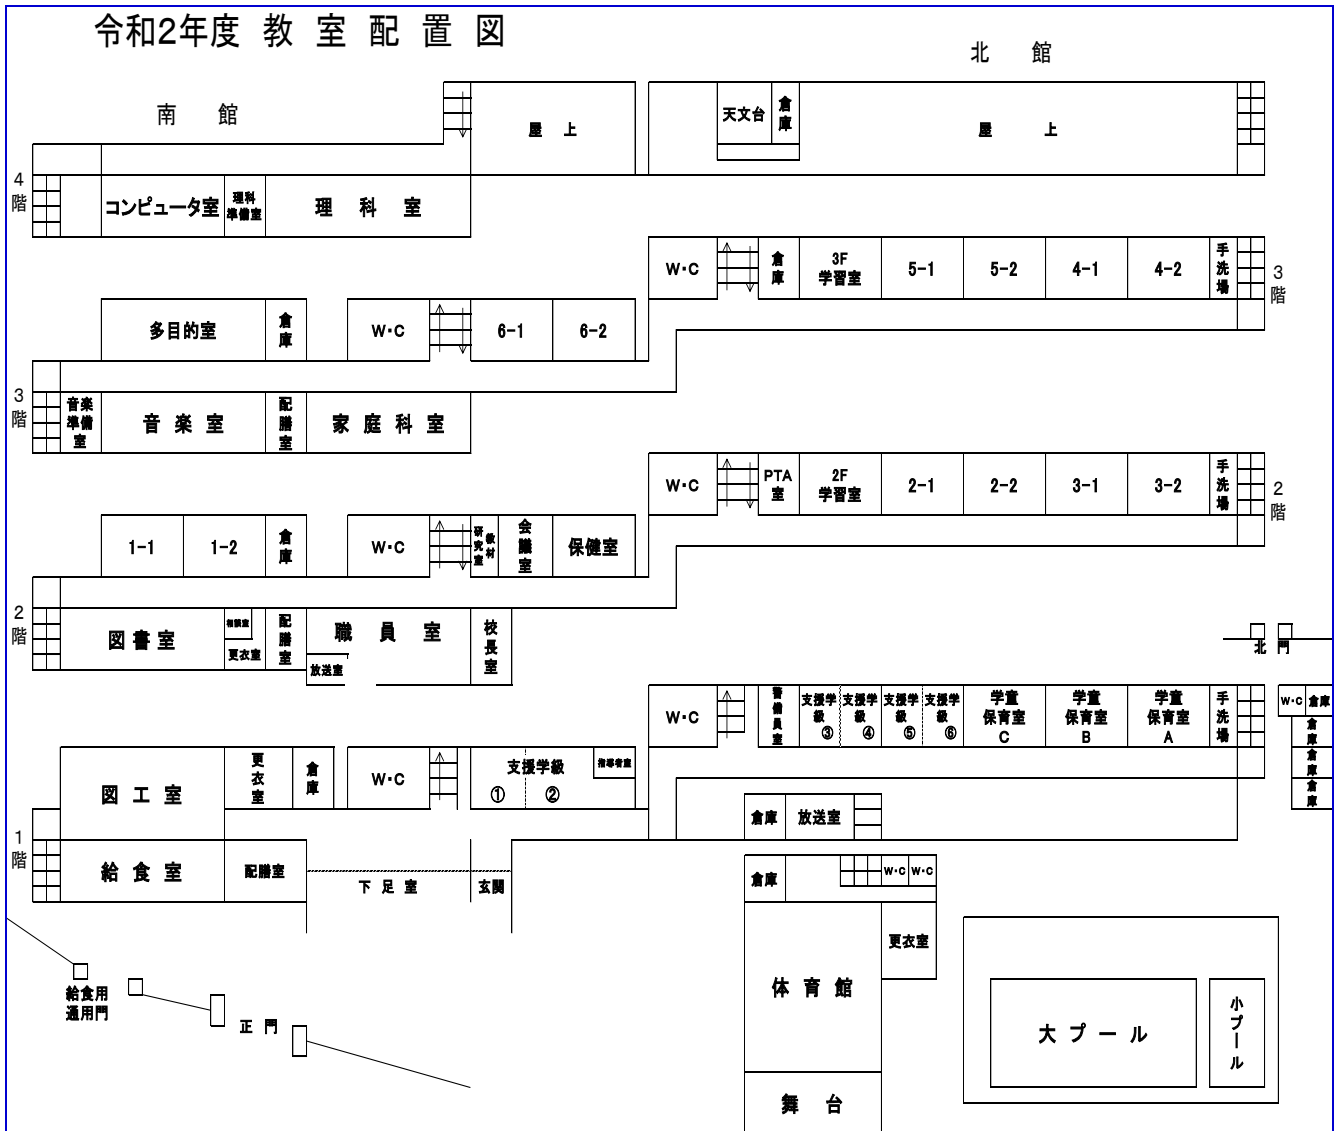 令和2年度 教 室 配 置 図
北 館
南 館
屋 上
天文台
倉庫
屋 上
4階
コンピュータ室
理科
準備室
理 科 室
W・C
倉庫
3F
学習室
5-1
5-2
4-1
4-2
手洗場
3階
多目的室
倉庫
W・C
6-1
6-2
3階
音楽
準備
室
音 楽 室
配膳室
家 庭 科 室
W・C
PTA
室
2F
学習室
2-1
2-2
3-1
3-2
手洗場
2階
1-1
1-2
倉庫
W・C
教材
研究室
会議室
保健室
2階
図書室
相談室
更衣室
配膳室
職 員 室
放送室
校長室
北 門
W・C
警備員室
支援学
級
③
支援学
級
④
支援学
級
⑤
支援学
級
⑥
学童
保育室
C
学童
保育室
B
学童
保育室
A
手洗場
W・C
倉庫
倉庫
倉庫
倉庫
図 工 室
更衣室
倉庫
W・C
支援学級
① ②
指導者室
倉庫
放送室
1階
給 食 室
配膳室
下 足 室
玄関
倉庫
W・C
W・C
更衣室
体 育 館
舞 台
大 プ ー ル
小プール
給食用
通用門
正 門